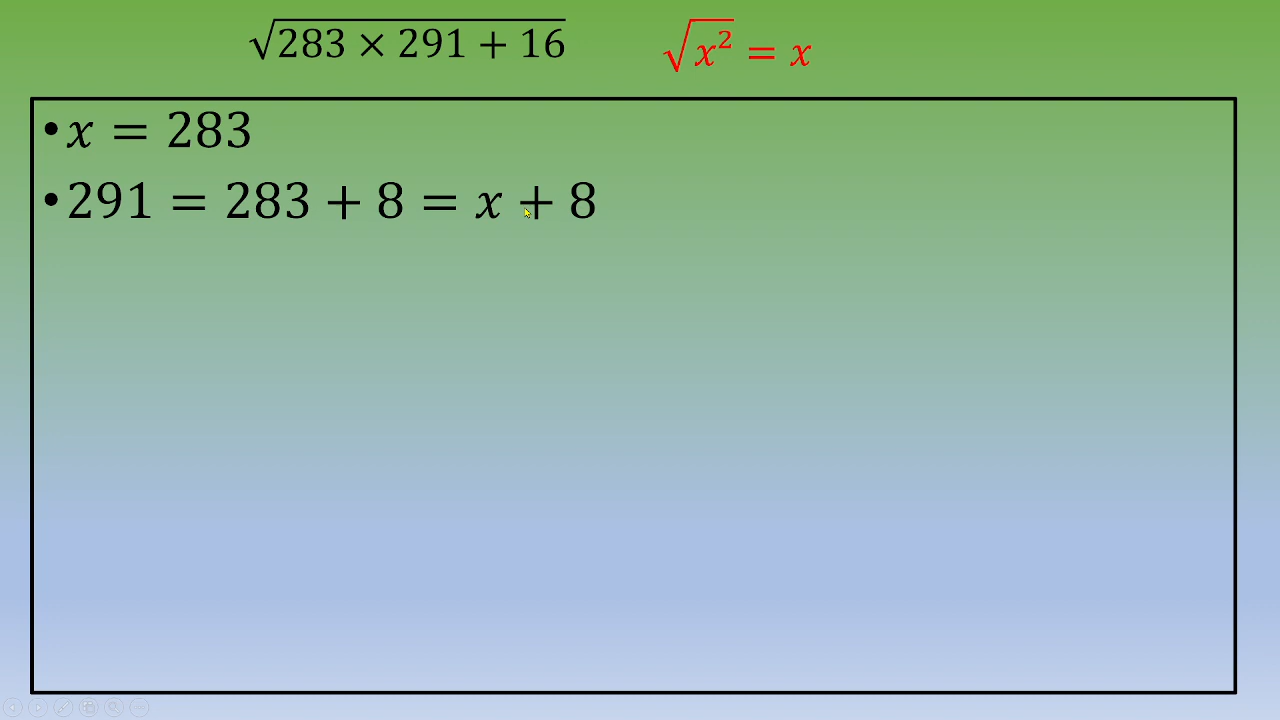 √283 × 291 + 16 √x² = x
•x = 283
•291 = 283 + 8 = x + 8